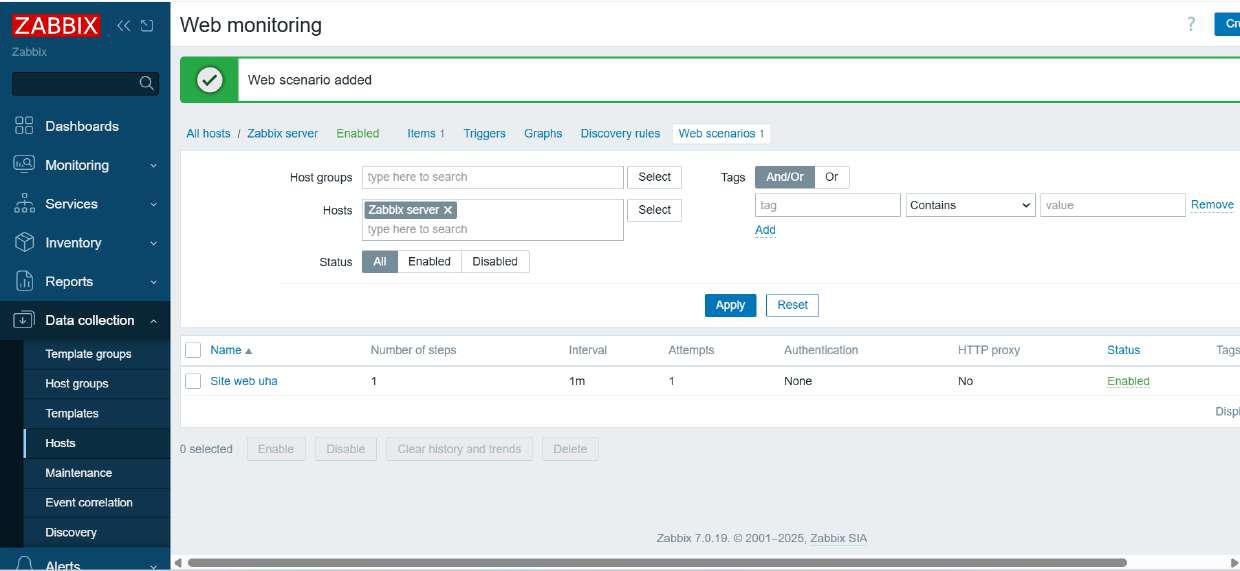 ZABBIX
Zabbix
Dashboards
Monitoring
Services
Inventory
Reports
Data collection
Template groups
Host groups
Templates
Hosts
Maintenance
Event correlation
Discovery
Alerts
Web monitoring
?
Web scenario added
All hosts / Zabbix server Enabled Items 1 Triggers Graphs Discovery rules Web scenarios 1
Host groups type here to search Select Tags And/Or Or
Hosts Zabbix server × Select tag Contains value Remove
type here to search Add
Status All Enabled Disabled
Apply Reset
Name Number of steps Interval Attempts Authentication HTTP proxy Status Tags
Site web uha 1 1m 1 None No Enabled
0 selected Enable Disable Clear history and trends Delete
Zabbix 7.0.19. © 2001–2025, Zabbix SIA